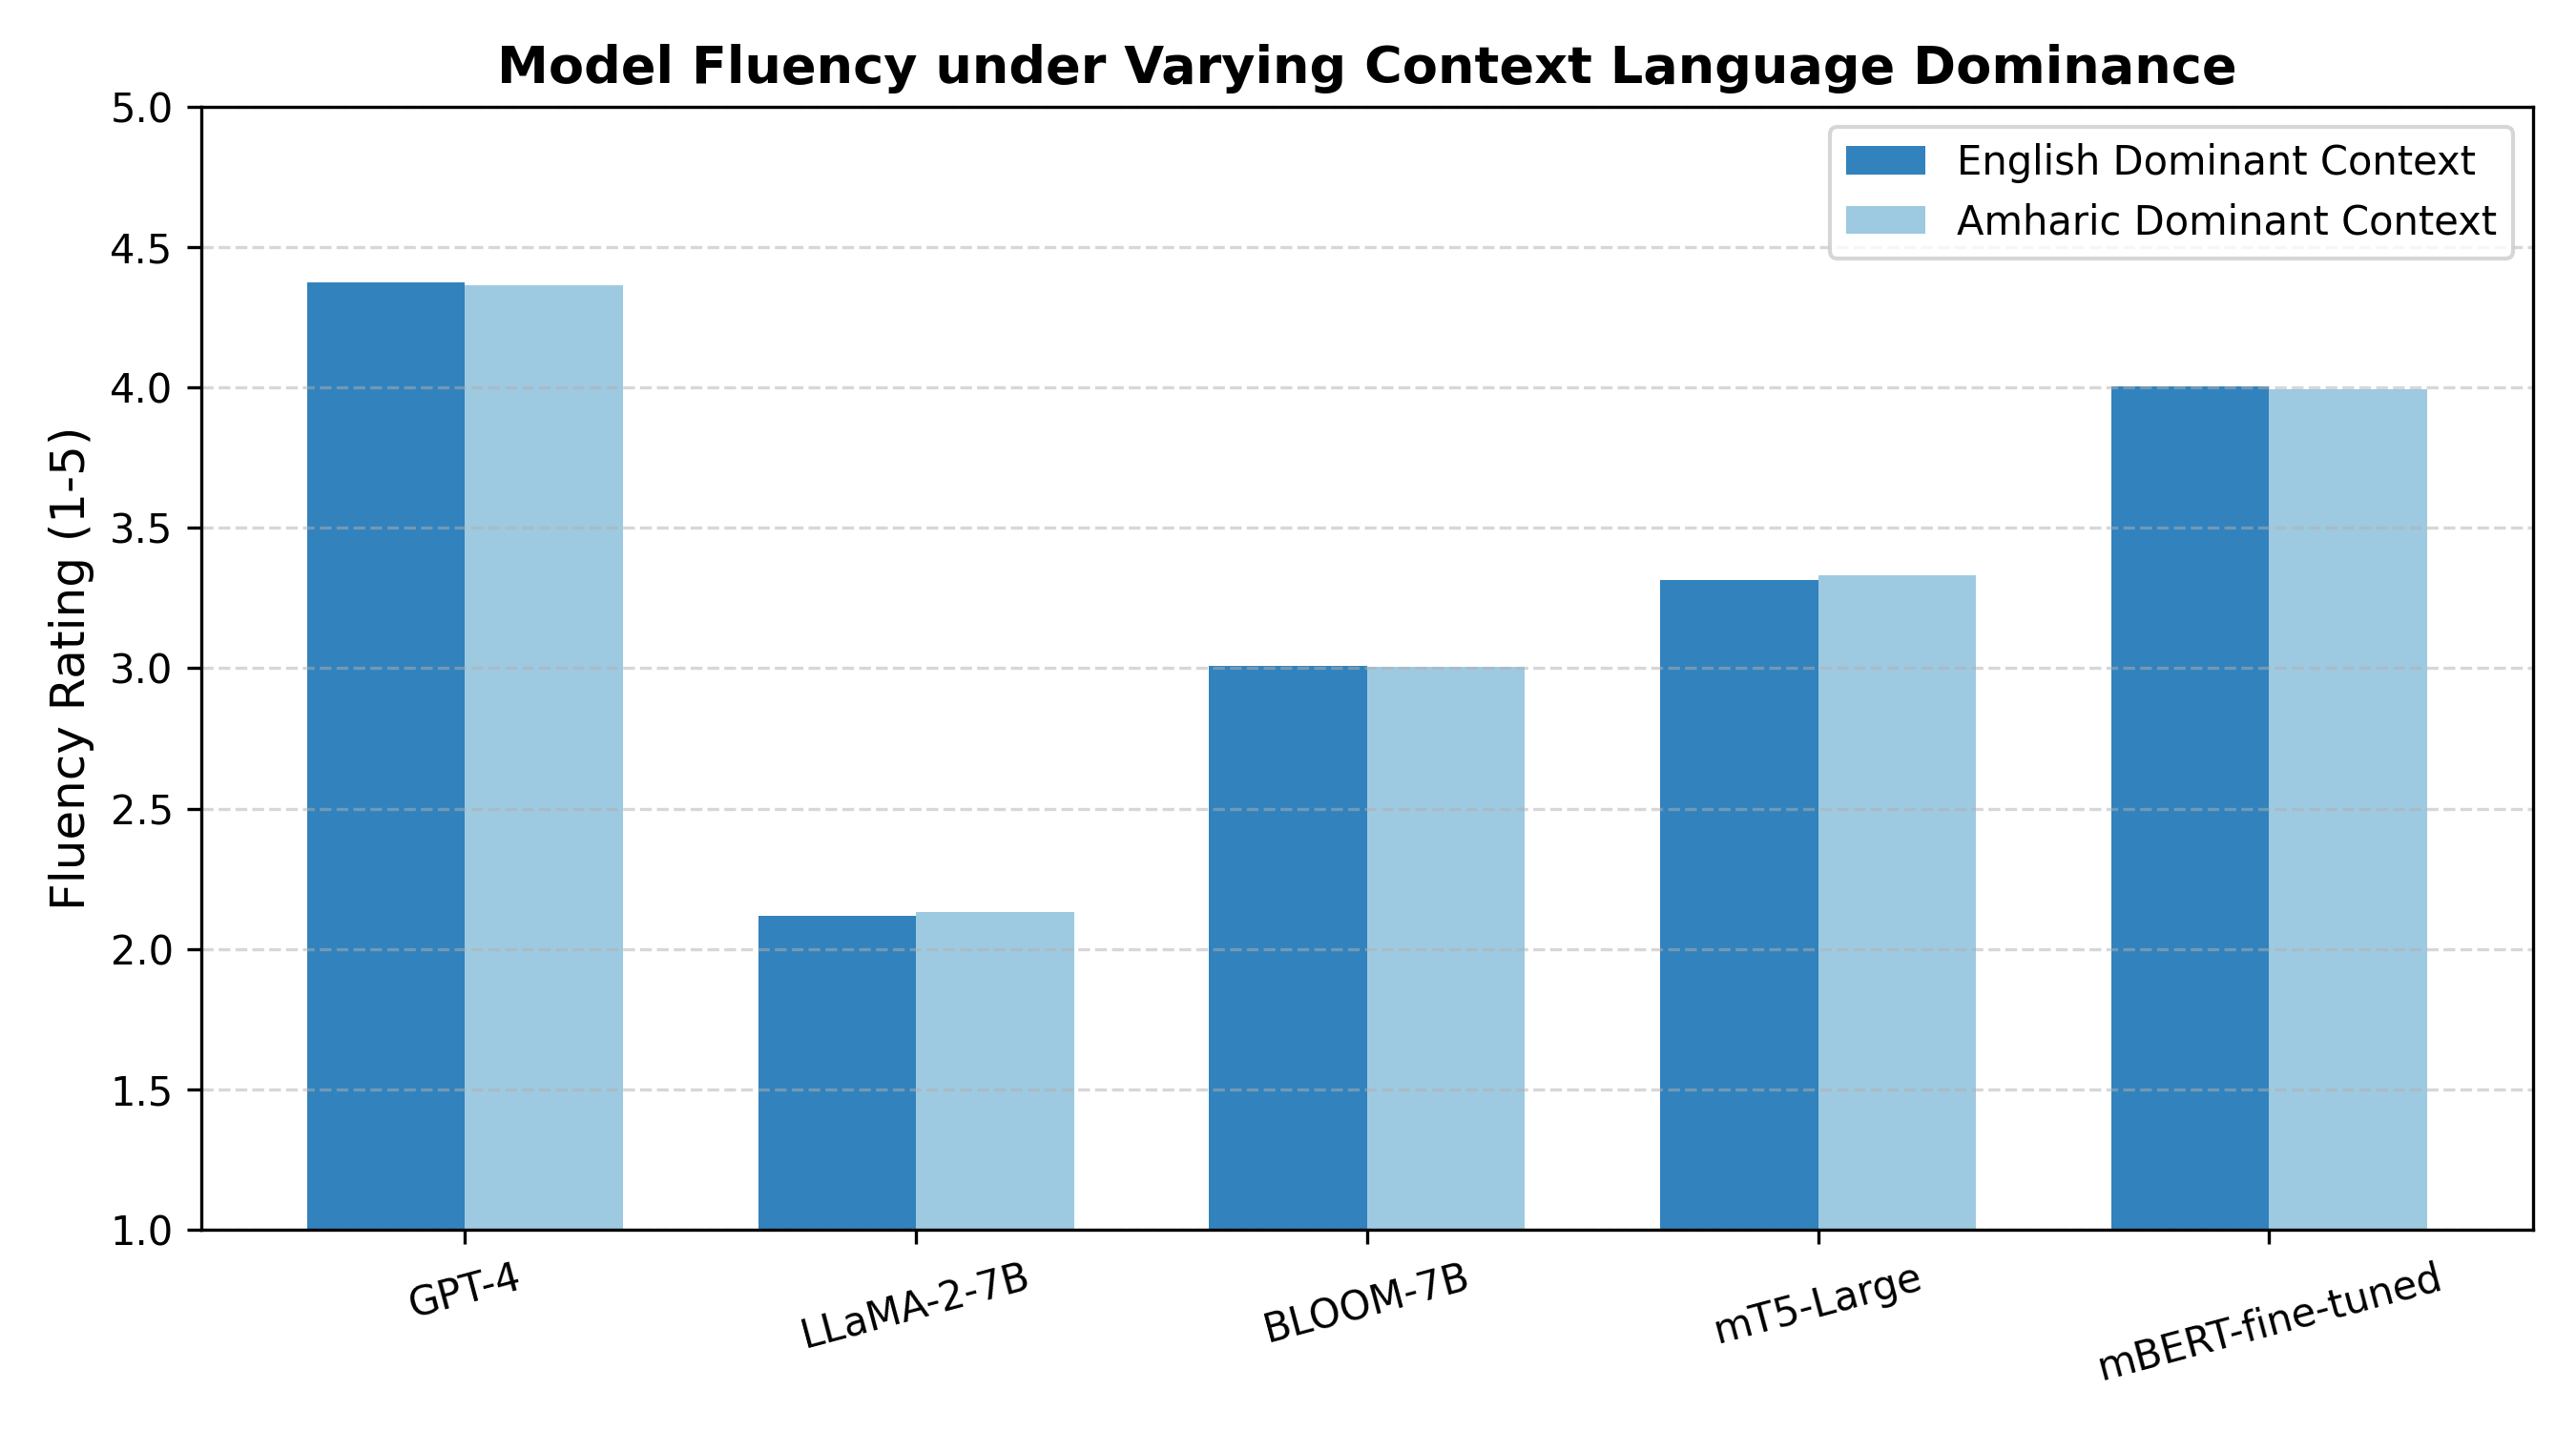 Model Fluency under Varying Context Language Dominance
English Dominant Context
Amharic Dominant Context
Fluency Rating (1-5)
5.0
4.5
4.0
3.5
3.0
2.5
2.0
1.5
1.0
GPT-4
LLaMA-2-7B
BLOOM-7B
mT5-Large
mBERT-fine-tuned